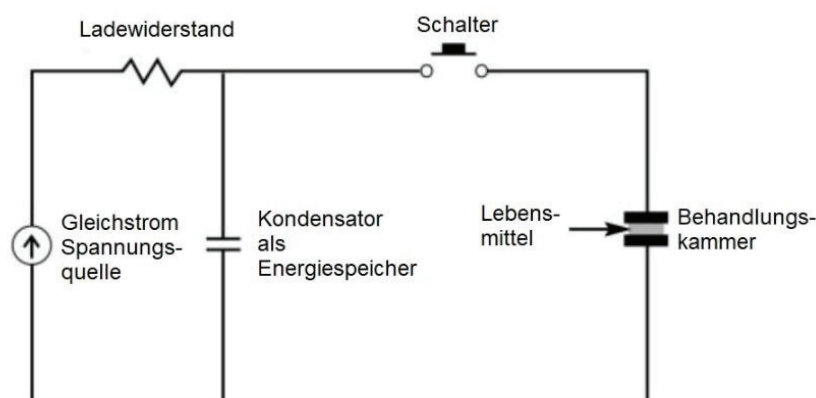 Ladewiderstand
Schalter
Gleichstrom
Spannungs-
quelle
Kondensator
als
Energiespeicher
Lebens-
mittel
Behandlungs-
kammer